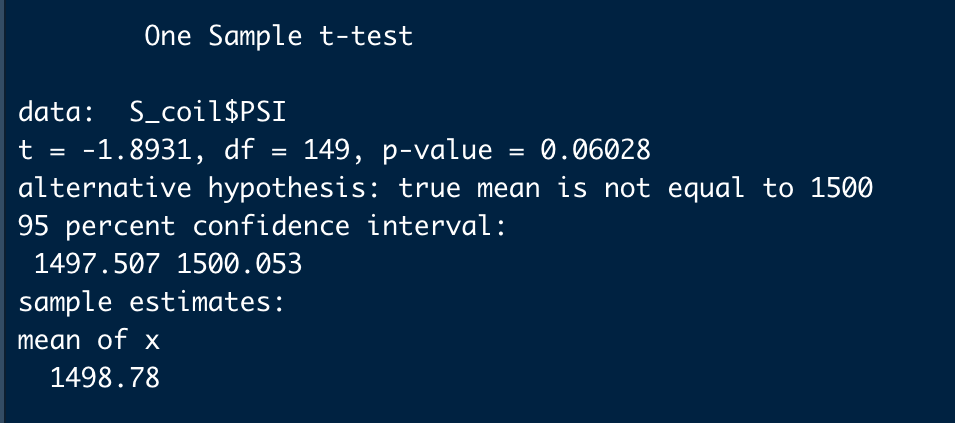 One Sample t-test
data:  S_coil$PSI
t = -1.8931, df = 149, p-value = 0.06028
alternative hypothesis: true mean is not equal to 1500
95 percent confidence interval:
1497.507 1500.053
sample estimates:
mean of x
1498.78